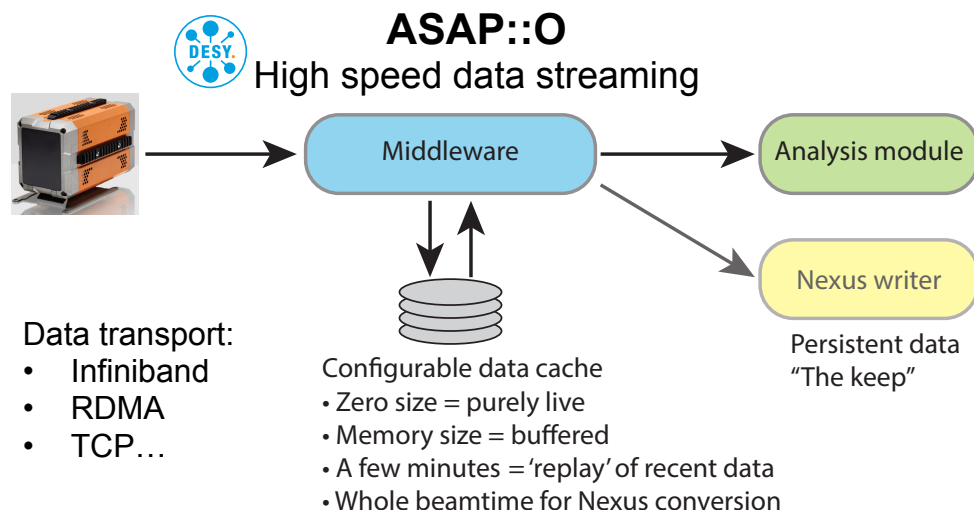 DESY.
ASAP::O
High speed data streaming
Middleware
Analysis module
Nexus writer
Persistent data
“The keep”
Data transport:
• Infiniband
• RDMA
• TCP…
Configurable data cache
• Zero size = purely live
• Memory size = buffered
• A few minutes = ‘replay’ of recent data
• Whole beamtime for Nexus conversion